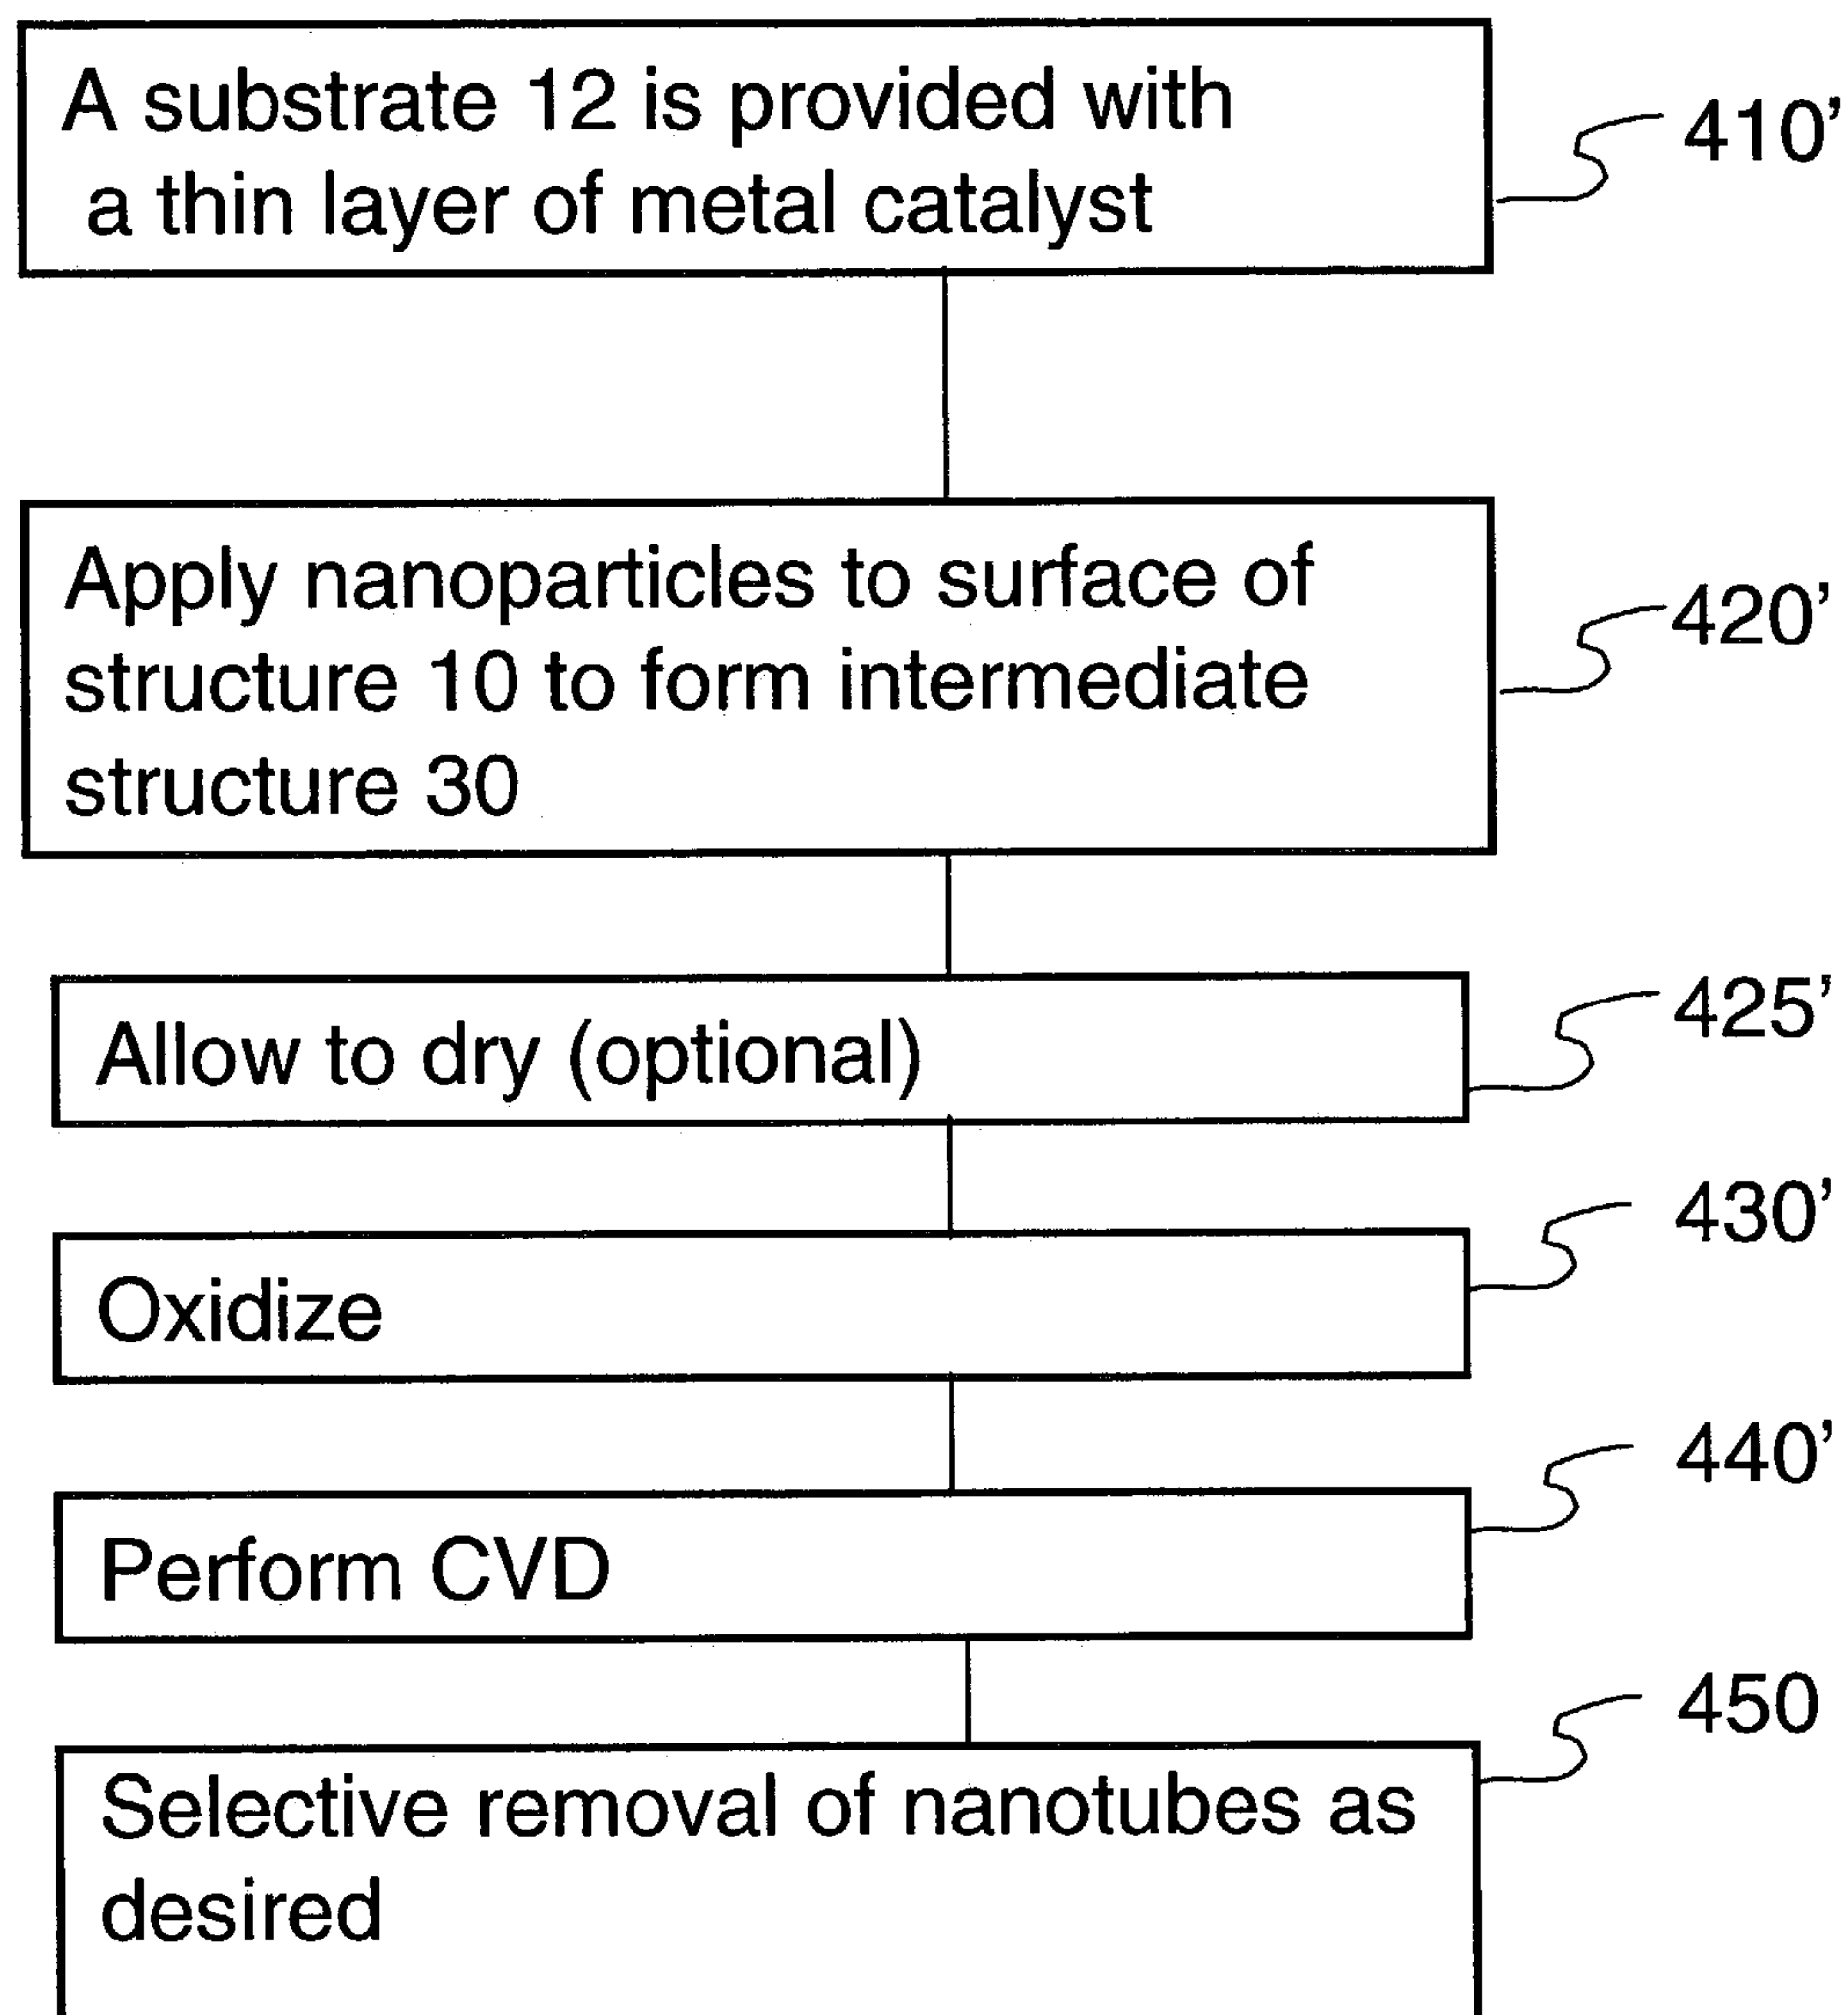 A substrate 12 is provided with
a thin layer of metal catalyst
410'
Apply nanoparticles to surface of
structure 10 to form intermediate
structure 30
420'
Allow to dry (optional)
425'
Oxidize
430'
Perform CVD
440'
Selective removal of nanotubes as
desired
450